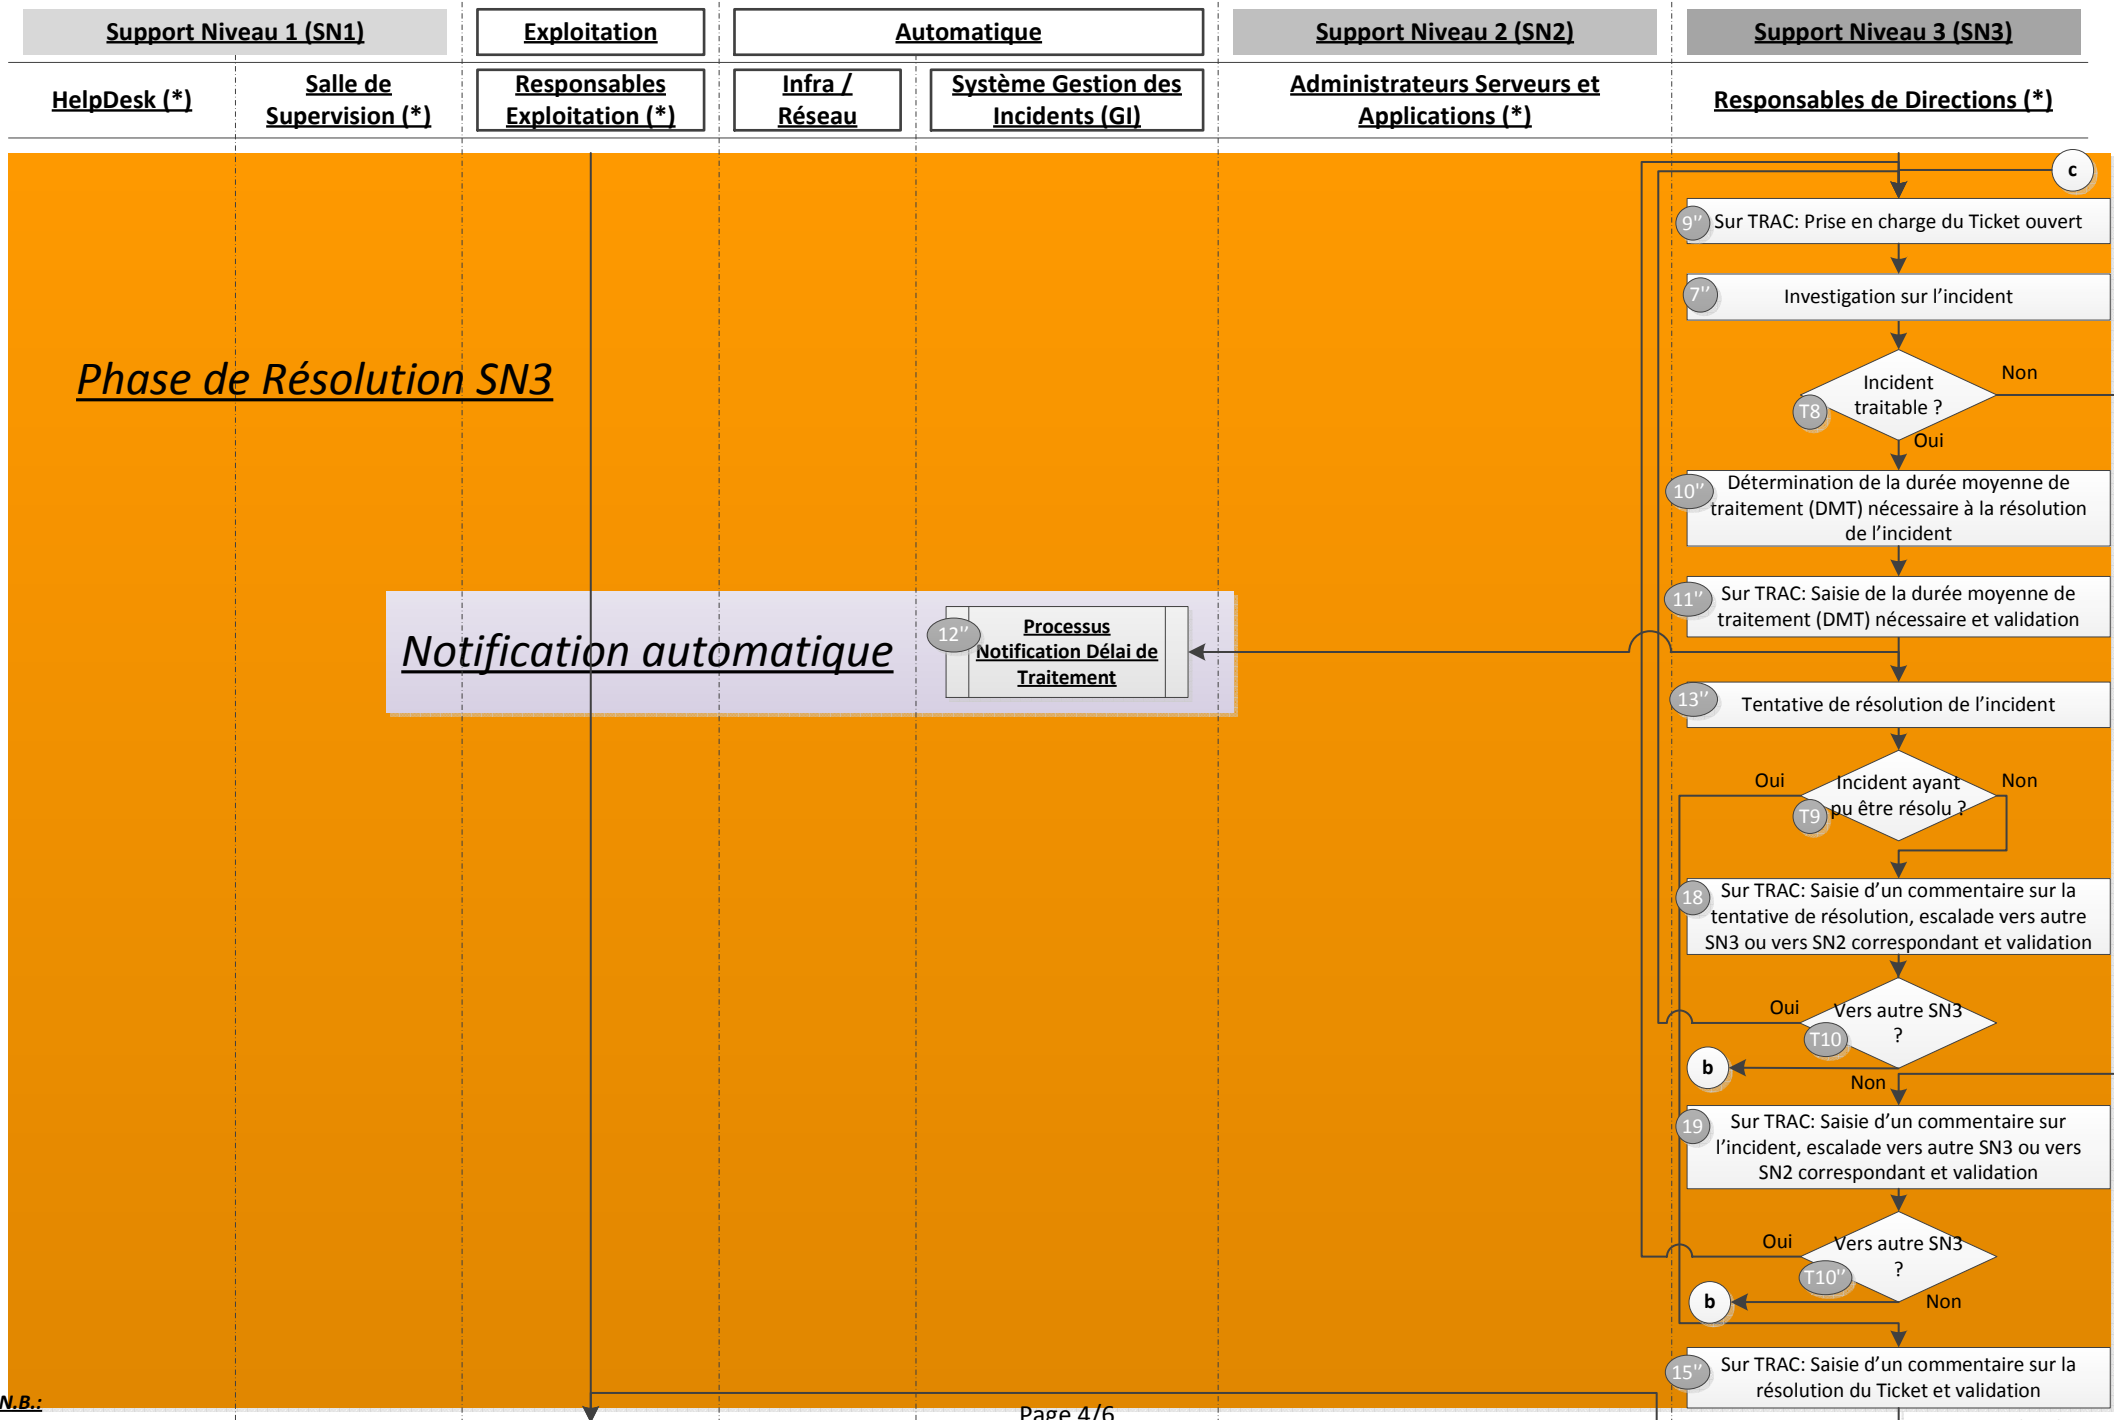 Support Niveau 1 (SN1)
Exploitation
Automatique
Support Niveau 2 (SN2)
Support Niveau 3 (SN3)
HelpDesk (*)
Salle de
Supervision (*)
Responsables
Exploitation (*)
Infra /
Réseau
Système Gestion des
Incidents (GI)
Administrateurs Serveurs et
Applications (*)
Responsables de Directions (*)
c
9'' Sur TRAC: Prise en charge du Ticket ouvert
7'' Investigation sur l'incident
Phase de Résolution SN3
Incident
traitable ?
T8
Non
Oui
10''
Détermination de la durée moyenne de
traitement (DMT) nécessaire à la résolution
de l'incident
11''
Sur TRAC: Saisie de la durée moyenne de
traitement (DMT) nécessaire et validation
Notification automatique
12''
Processus
Notification Délai de
Traitement
13'' Tentative de résolution de l'incident
Oui
Incident ayant
pu être résolu ?
T9
Non
18
Sur TRAC: Saisie d'un commentaire sur la
tentative de résolution, escalade vers autre
SN3 ou vers SN2 correspondant et validation
Oui
Vers autre SN3
?
T10
b
Non
19
Sur TRAC: Saisie d'un commentaire sur
l'incident, escalade vers autre SN3 ou vers
SN2 correspondant et validation
Oui
Vers autre SN3
?
T10''
b
Non
15''
Sur TRAC: Saisie d'un commentaire sur la
résolution du Ticket et validation
N.B.:
Page 4/6